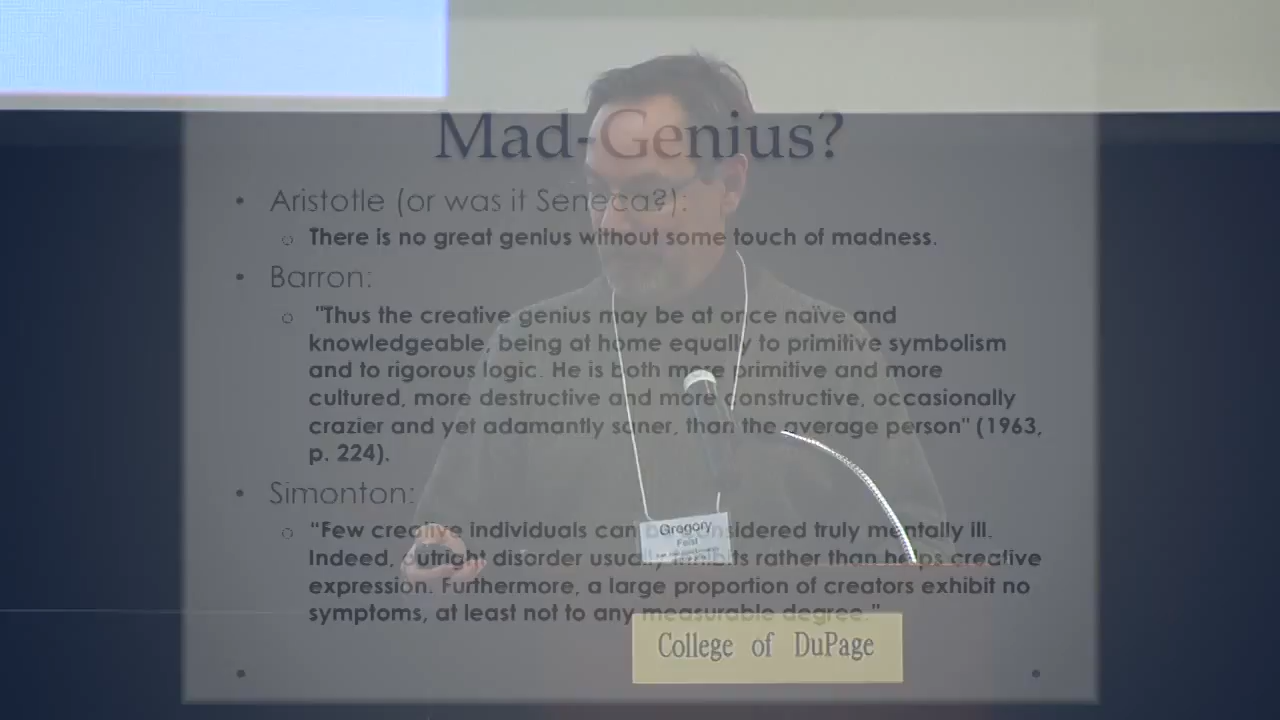 Mad-Genius?
• Aristotle (or was it Seneca?):
o There is no great genius without some touch of madness.
• Barron:
o "Thus the creative genius may be at once naïve and
knowledgeable, being at home equally to primitive symbolism
and to rigorous logic. He is both more primitive and more
cultured, more destructive and more constructive, occasionally
crazier and yet adamantly saner, than the average person" (1963,
p. 224).
• Simonton:
o “Few creative individuals can be considered truly mentally ill.
Indeed, outright disorder usually inhibits rather than helps creative
expression. Furthermore, a large proportion of creators exhibit no
symptoms, at least not to any measurable degree."
Gregory
Feist
College of DuPage